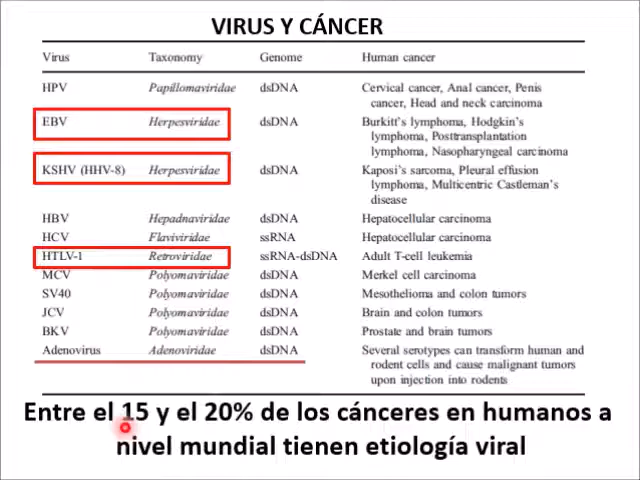 VIRUS Y CÁNCER
Virus Taxonomy Genome Human cancer
HPV Papillomaviridae dsDNA Cervical cancer, Anal cancer, Penis
cancer, Head and neck carcinoma
EBV Herpesviridae dsDNA Burkitt's lymphoma, Hodgkin's
lymphoma, Posttransplantation
lymphoma, Nasopharyngeal carcinoma
KSHV (HHV-8) Herpesviridae dsDNA Kaposi's sarcoma, Pleural effusion
lymphoma, Multicentric Castleman's
disease
HBV Hepadnaviridae dsDNA Hepatocellular carcinoma
HCV Flaviviridae ssRNA Hepatocellular carcinoma
HTLV-1 Retroviridae ssRNA-dsDNA Adult T-cell leukemia
MCV Polyomaviridae dsDNA Merkel cell carcinoma
SV40 Polyomaviridae dsDNA Mesothelioma and colon tumors
JCV Polyomaviridae dsDNA Brain and colon tumors
BKV Polyomaviridae dsDNA Prostate and brain tumors
Adenovirus Adenoviridae dsDNA Several serotypes can transform human and
rodent cells and cause malignant tumors
upon injection into rodents
Entre el 15 y el 20% de los cánceres en humanos a
nivel mundial tienen etiología viral